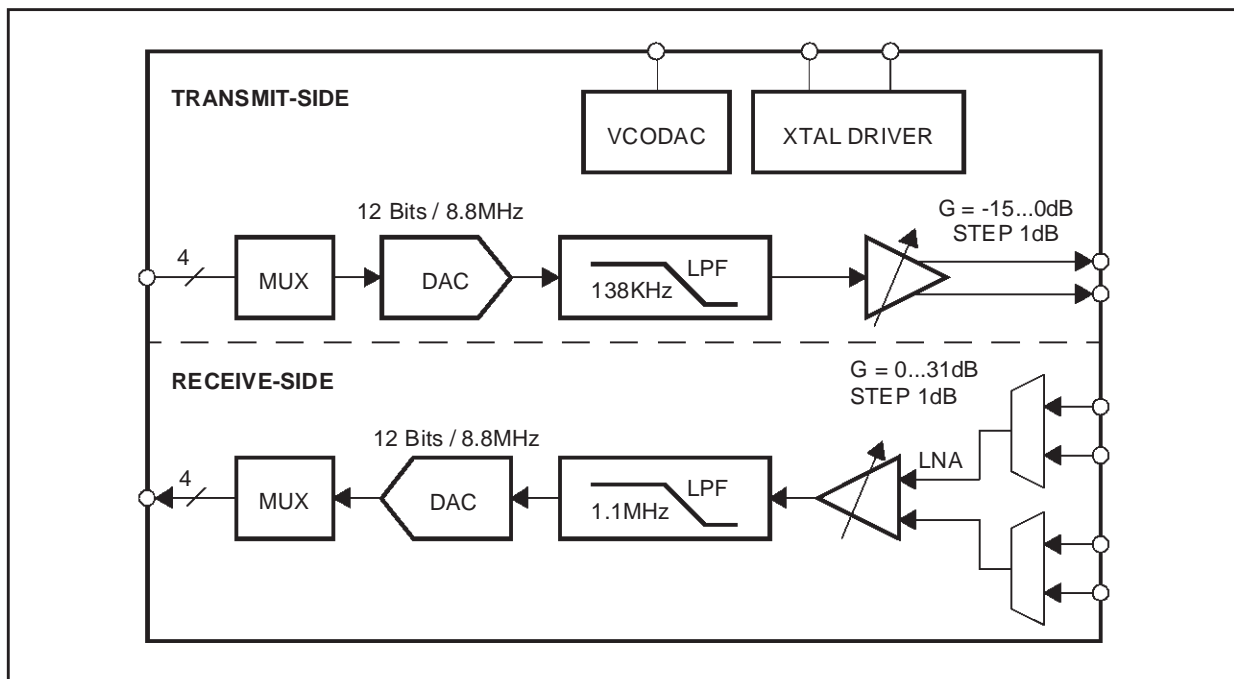 TRANSMIT-SIDE
VCODAC
XTAL DRIVER
12 Bits / 8.8MHz
G = -15...0dB
STEP 1dB
4
MUX
DAC
LPF
138KHz
RECEIVE-SIDE
G = 0...31dB
STEP 1dB
12 Bits / 8.8MHz
LNA
4
MUX
DAC
LPF
1.1MHz